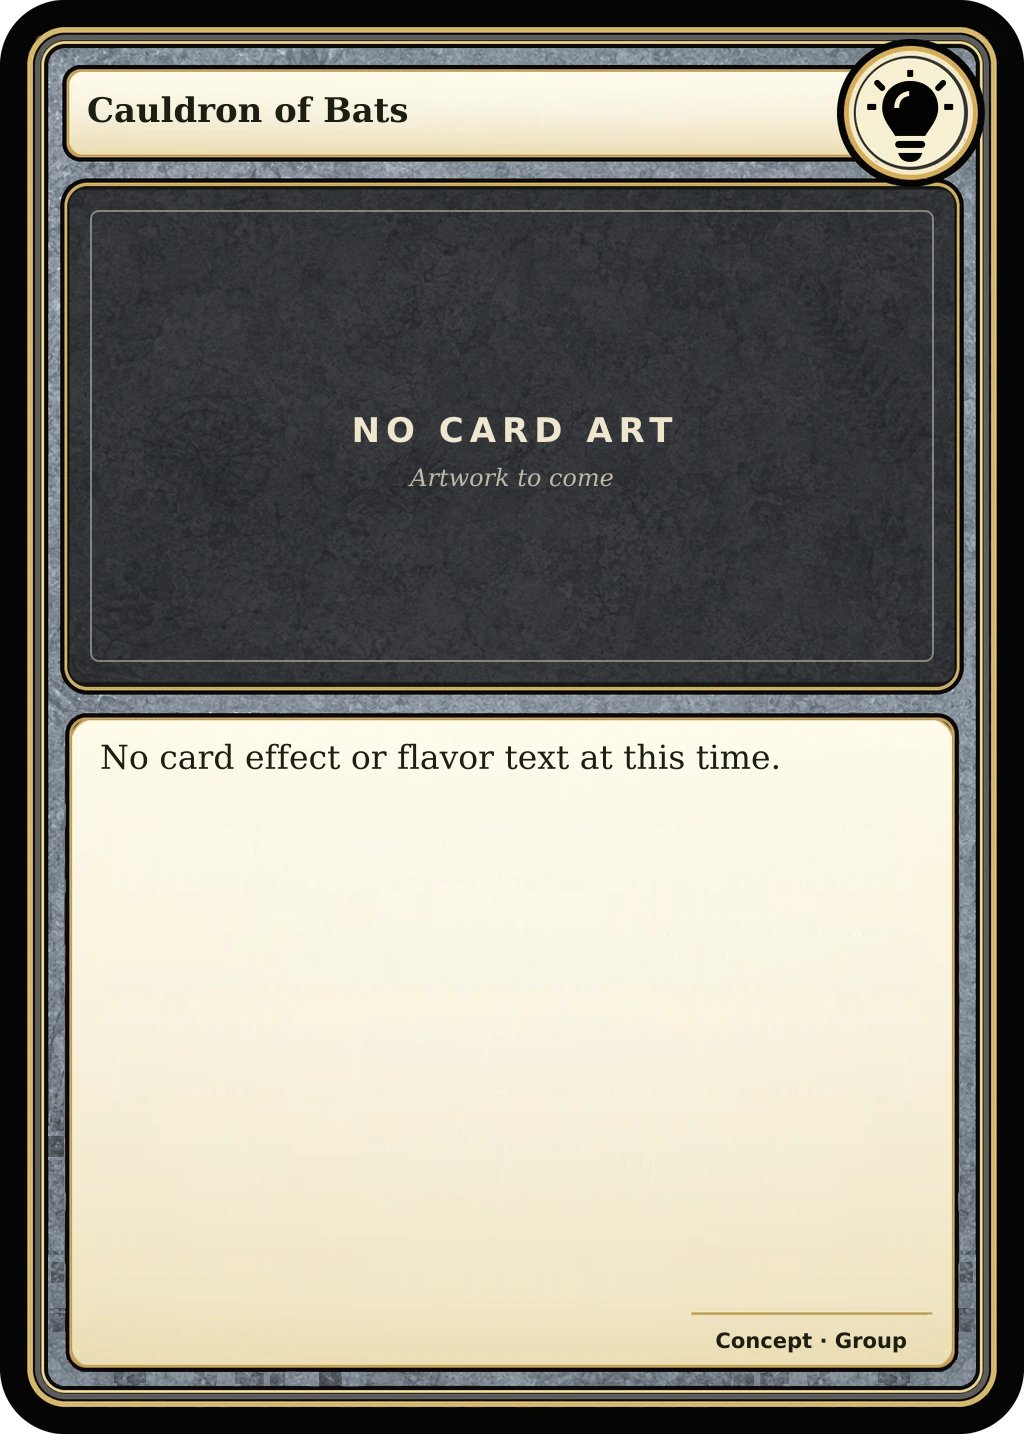 Cauldron of Bats
NO CARD ART
Artwork to come
No card effect or flavor text at this time.
Concept · Group